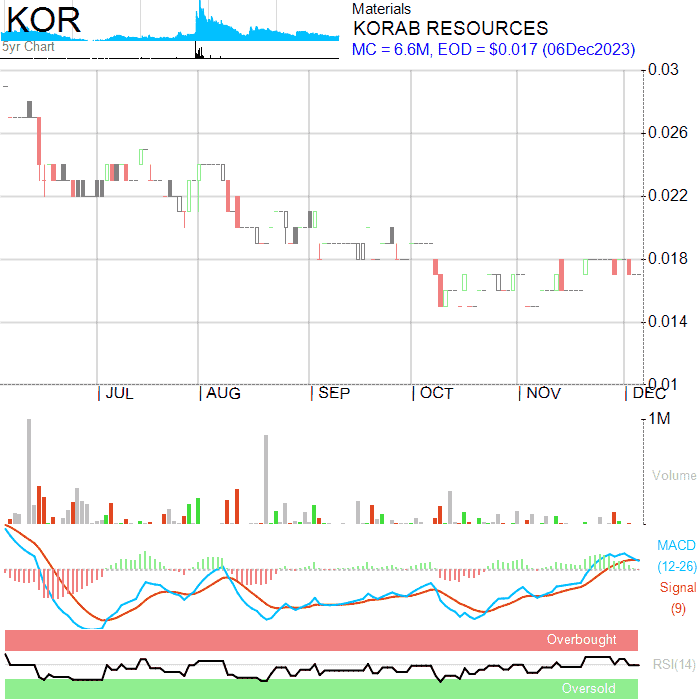 KOR
5yr Chart
Materials
KORAB RESOURCES
MC = 6.6M, EOD = $0.017 (06Dec2023)
0.03
0.026
0.022
0.018
0.014
0.01
JUL
AUG
SEP
OCT
NOV
DEC
1M
Volume
MACD
(12-26)
Signal
(9)
Overbought
RSI(14)
Oversold